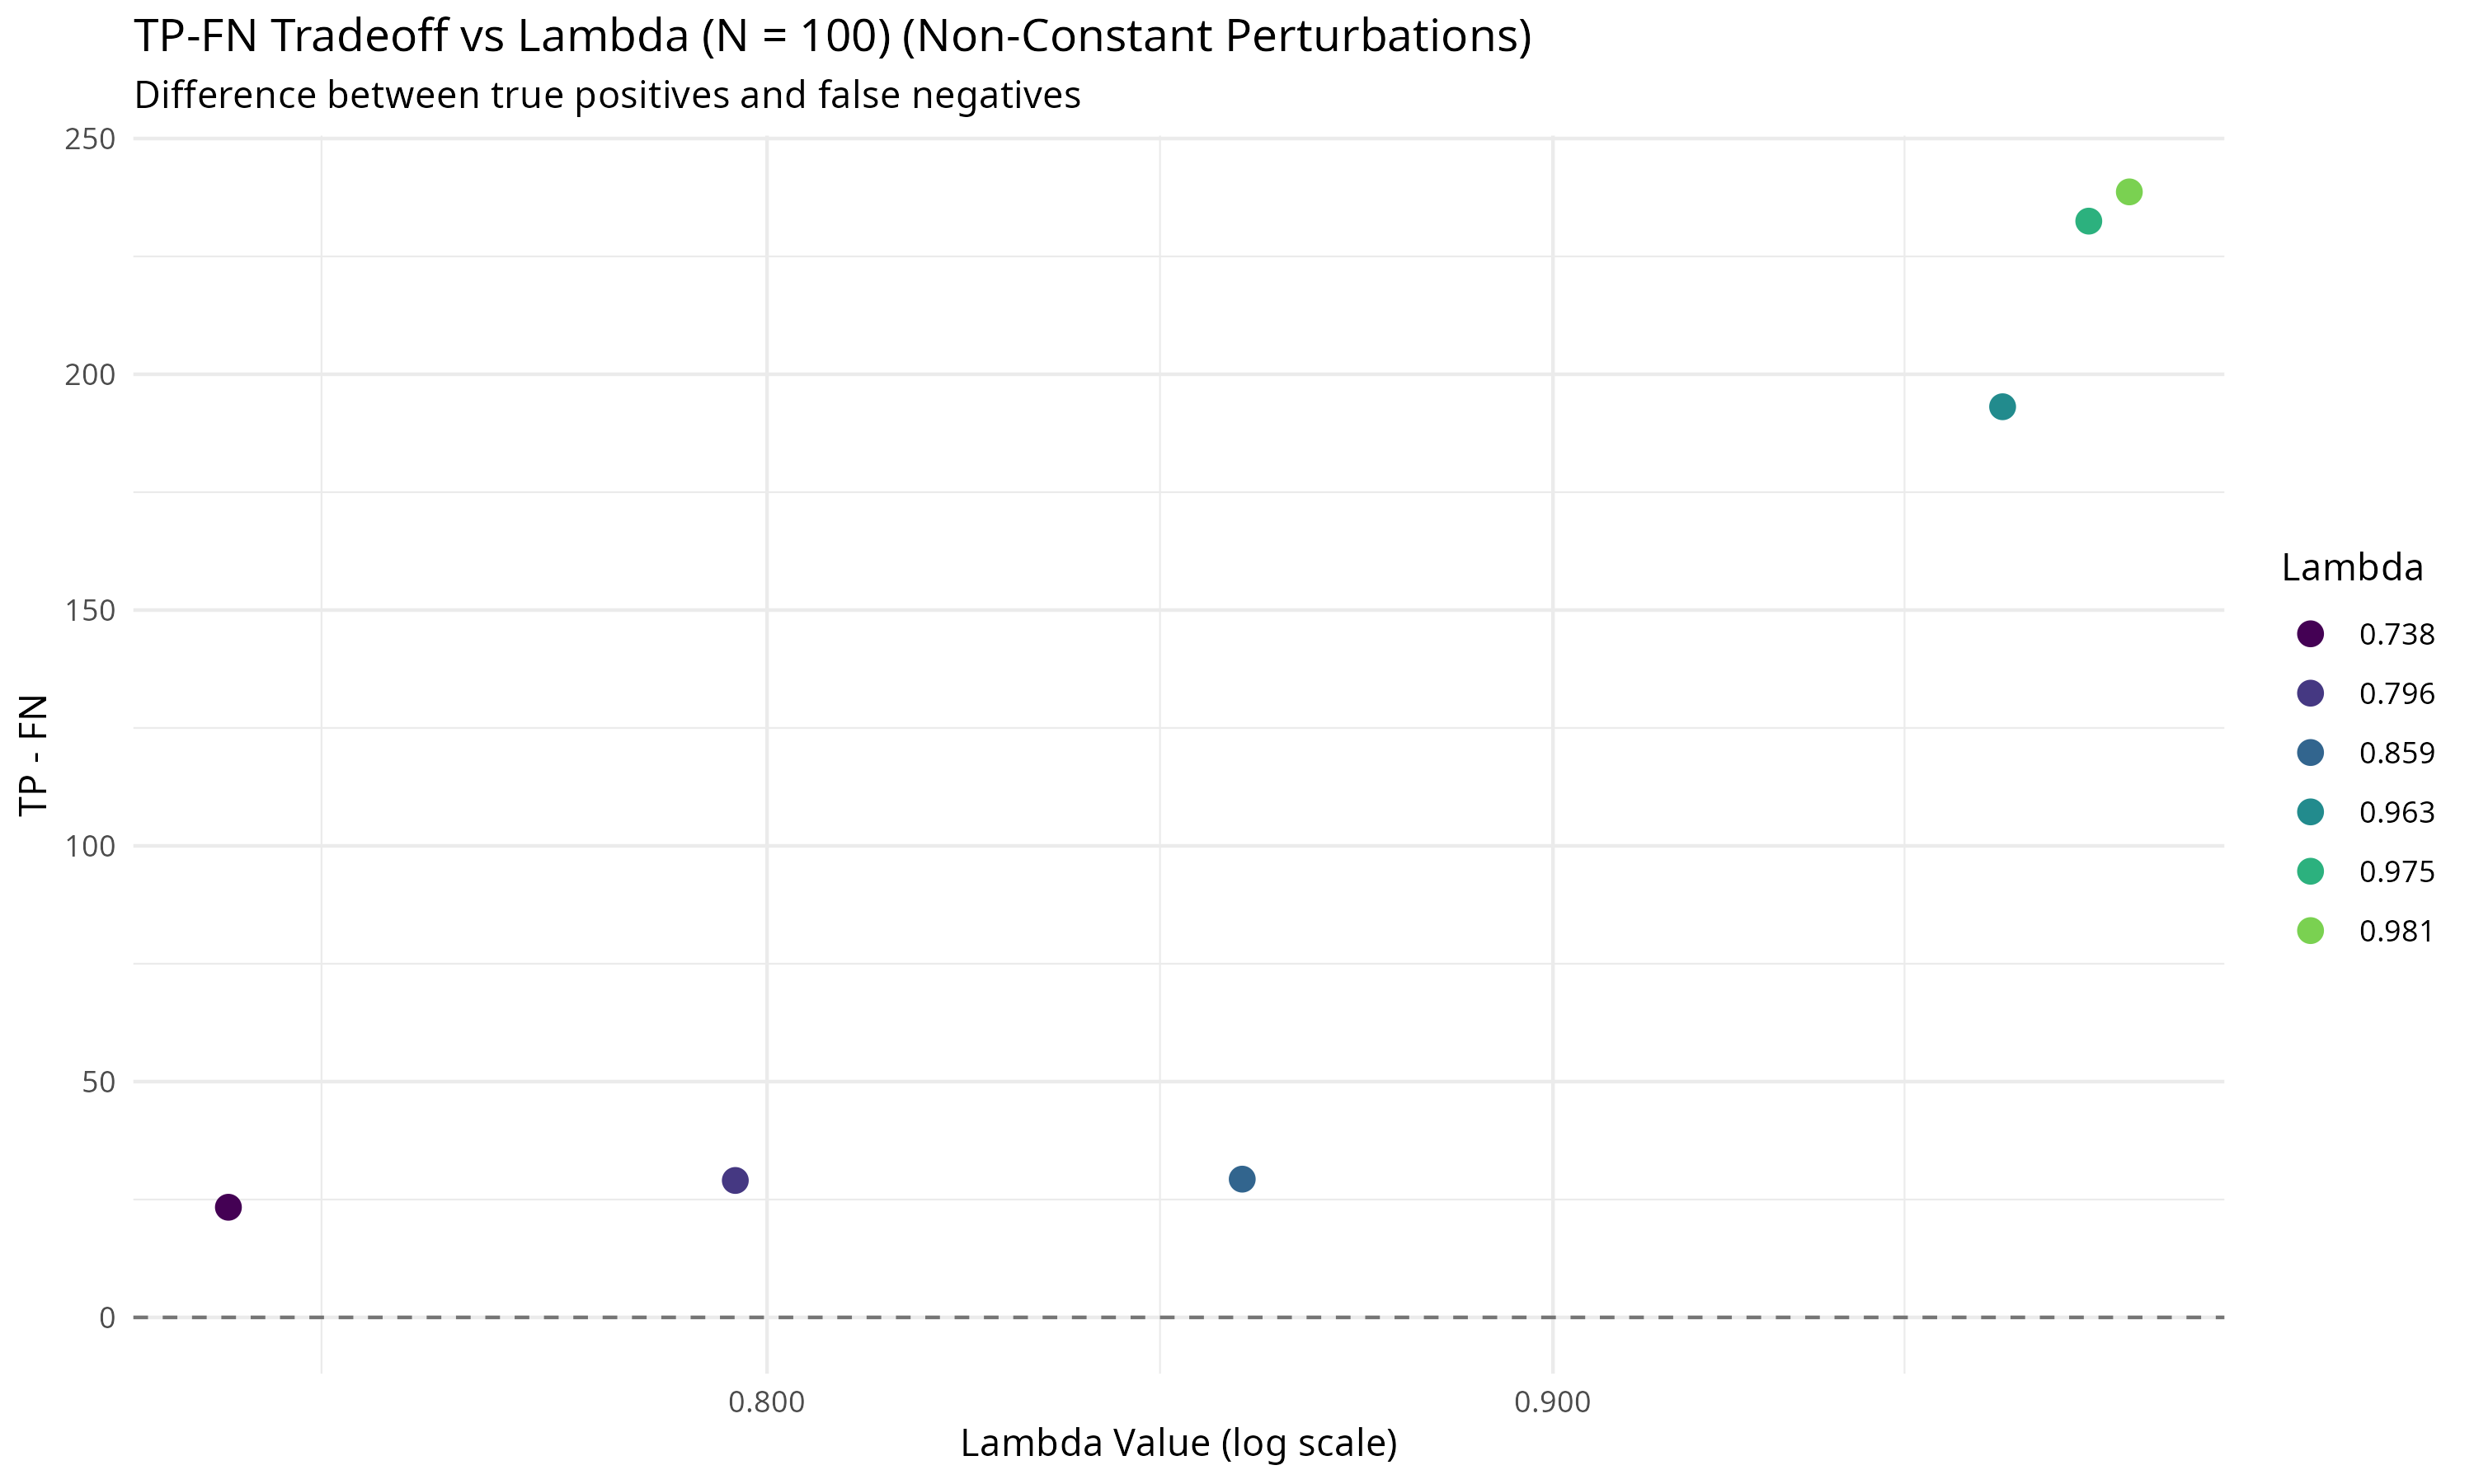 TP-FN Tradeoff vs Lambda (N = 100) (Non-Constant Perturbations)
Difference between true positives and false negatives
250
200
150
100
50
0
TP - FN
0.800
0.900
Lambda Value (log scale)
Lambda
0.738
0.796
0.859
0.963
0.975
0.981